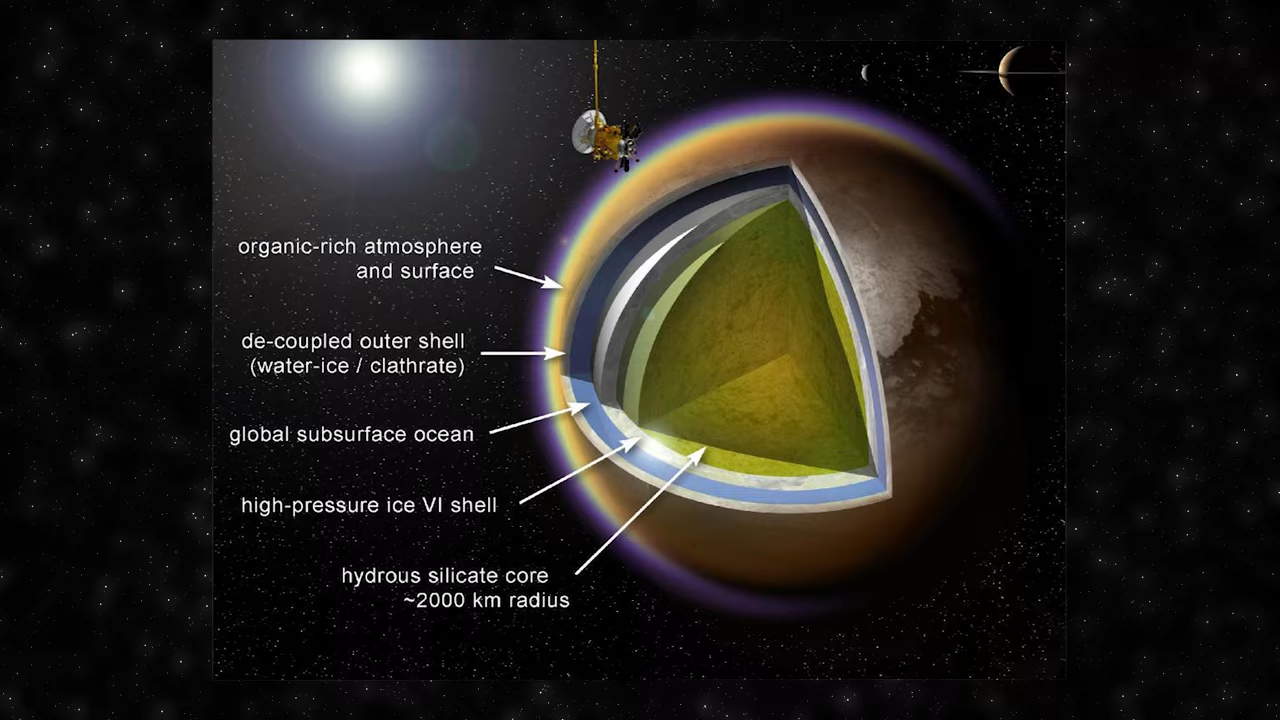 organic-rich atmosphere
and surface
de-coupled outer shell
(water-ice / clathrate)
global subsurface ocean
high-pressure ice VI shell
hydrous silicate core
~2000 km radius